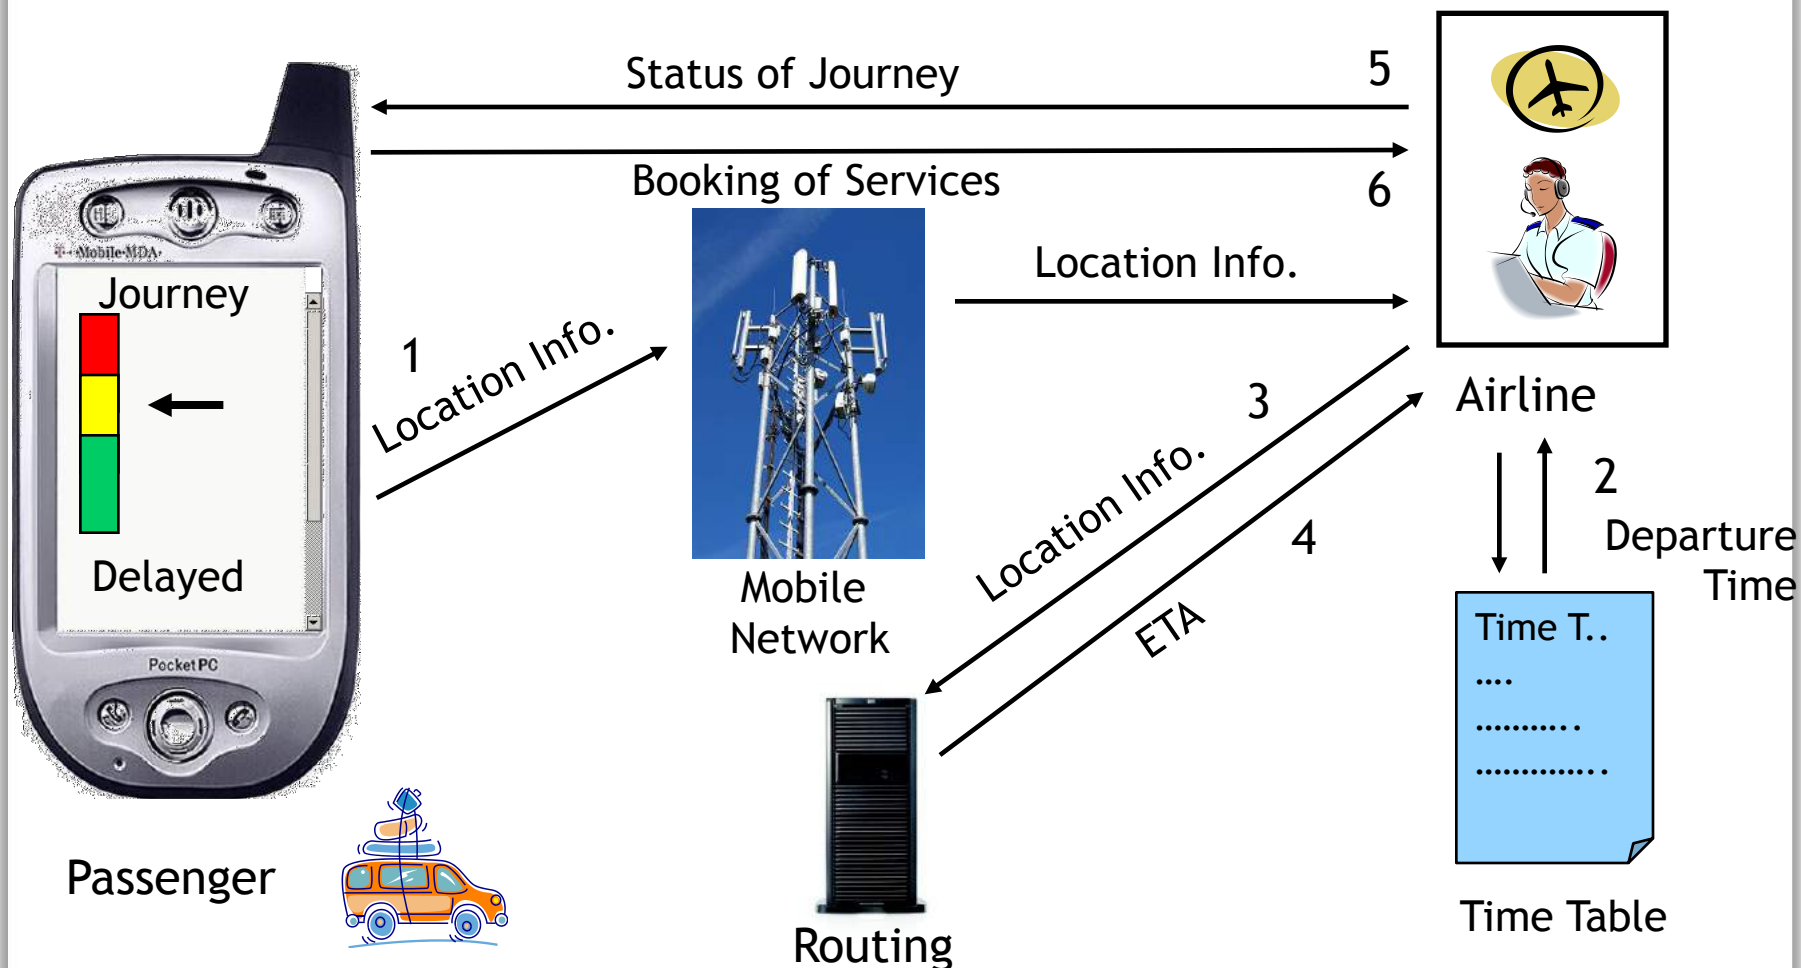 Status of Journey
5
Booking of Services
6
T··Mobile·MDA·
Journey
Delayed
Pocket PC
Passenger
1
Location Info.
Location Info.
Mobile
Network
3
Location Info.
4
ETA
Routing
Airline
2
Departure
Time
Time T..
....
...........
..............
Time Table